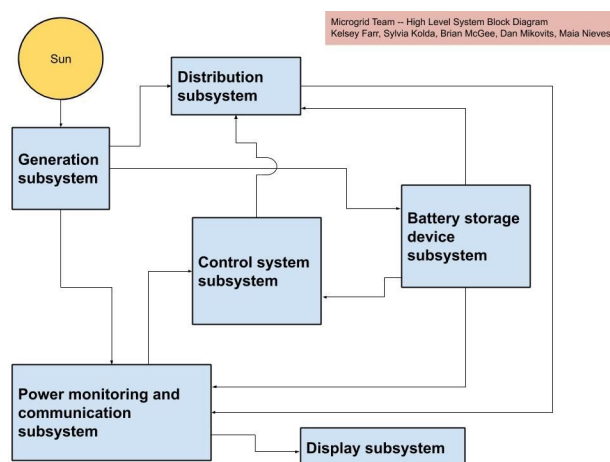 Microgrid Team -- High Level System Block Diagram
Kelsey Farr, Sylvia Kolda, Brian McGee, Dan Mikovits, Maia Nieves
Sun
Distribution
subsystem
Generation
subsystem
Battery storage
device
subsystem
Control system
subsystem
Power monitoring and
communication
subsystem
Display subsystem